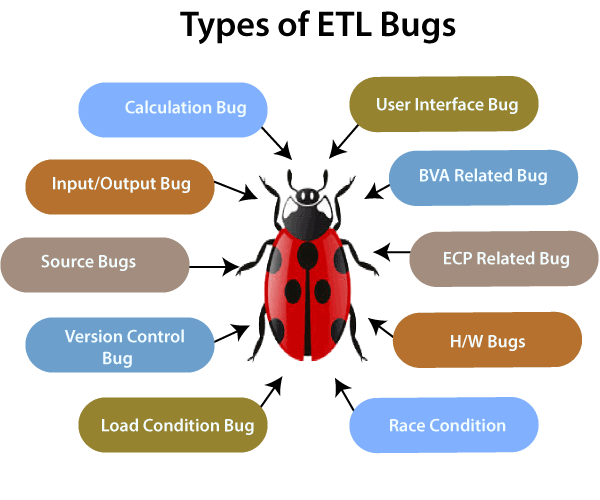 Types of ETL Bugs
Calculation Bug
User Interface Bug
Input/Output Bug
BVA Related Bug
Source Bugs
ECP Related Bug
Version Control
Bug
H/W Bugs
Load Condition Bug
Race Condition